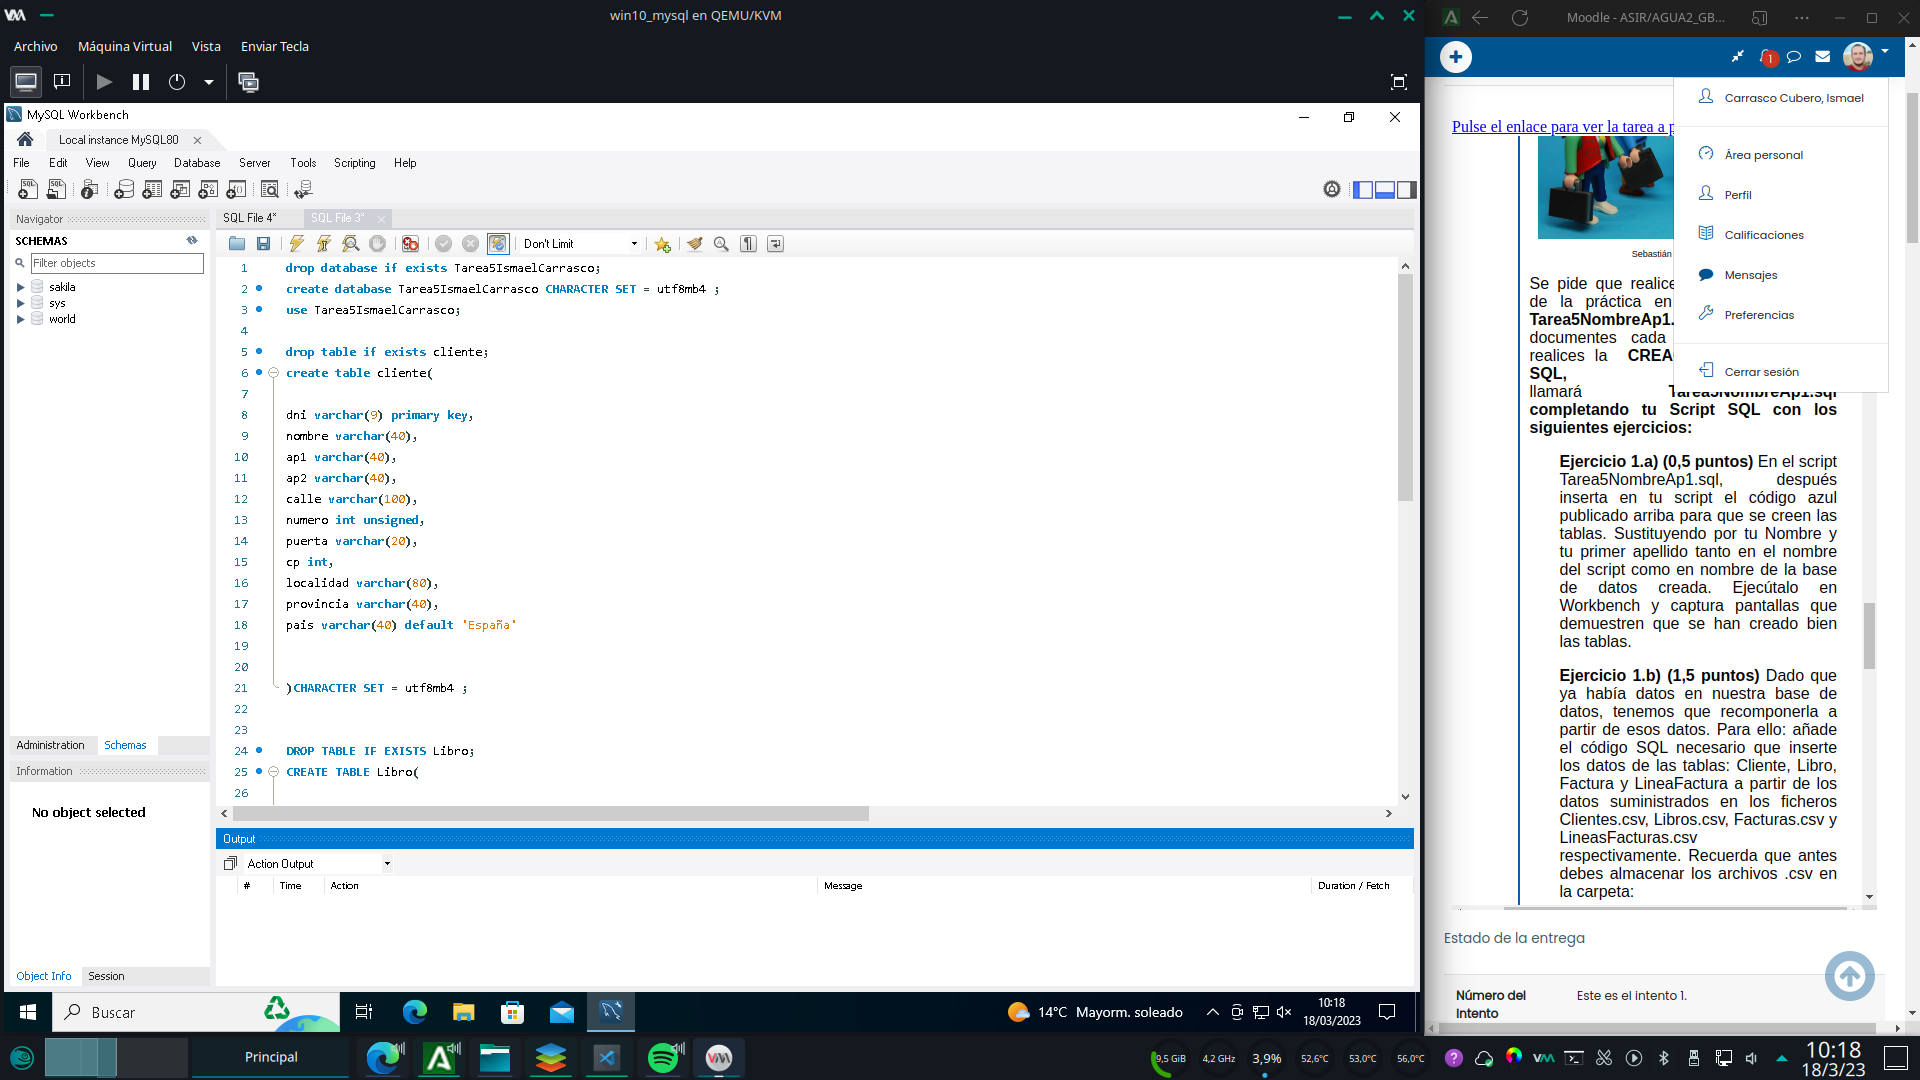 win10_mysql en QEMU/KVM
Archivo
Máquina Virtual
Vista
Enviar Tecla
MySQL Workbench
Local instance MySQL80
File
Edit
View
Query
Database
Server
Tools
Scripting
Help
Navigator
SCHEMAS
Filter objects
sakila
sys
world
Administration
Schemas
Information
No object selected
Object Info
Session
SQL File 4*
SQL File 3*
Don't Limit
1 drop database if exists Tarea5IsmaelCarrasco;
2 create database Tarea5IsmaelCarrasco CHARACTER SET = utf8mb4 ;
3 use Tarea5IsmaelCarrasco;
4
5 drop table if exists cliente;
6 create table cliente(
7
8 dni varchar(9) primary key,
9 nombre varchar(40),
10 ap1 varchar(40),
11 ap2 varchar(40),
12 calle varchar(100),
13 numero int unsigned,
14 puerta varchar(20),
15 cp int,
16 localidad varchar(80),
17 provincia varchar(40),
18 pais varchar(40) default 'España'
19
20
21 )CHARACTER SET = utf8mb4 ;
22
23
24 DROP TABLE IF EXISTS Libro;
25 CREATE TABLE Libro(
26
Output
Action Output
# Time Action Message Duration / Fetch
Buscar
14°C Mayorm. soleado
10:18
18/03/2023
Moodle - ASIR/AGUA2_GB...
1
Carrasco Cubero, Ismael
Área personal
Perfil
Calificaciones
Mensajes
Preferencias
Cerrar sesión
Pulse el enlace para ver la tarea a p
Sebastián
Se pide que realice
de la práctica en
Tarea5NombreAp1.
documentes cada
realices la CREA
SQL,
llamará Tarea5NombreAp1.sql
completando tu Script SQL con los
siguientes ejercicios:
Ejercicio 1.a) (0,5 puntos) En el script
Tarea5NombreAp1.sql, después
inserta en tu script el código azul
publicado arriba para que se creen las
tablas. Sustituyendo por tu Nombre y
tu primer apellido tanto en el nombre
del script como en nombre de la base
de datos creada. Ejecútalo en
Workbench y captura pantallas que
demuestren que se han creado bien
las tablas.
Ejercicio 1.b) (1,5 puntos) Dado que
ya había datos en nuestra base de
datos, tenemos que recomponerla a
partir de esos datos. Para ello: añade
el código SQL necesario que inserte
los datos de las tablas: Cliente, Libro,
Factura y LineaFactura a partir de los
datos suministrados en los ficheros
Clientes.csv, Libros.csv, Facturas.csv y
LineasFacturas.csv
respectivamente. Recuerda que antes
debes almacenar los archivos .csv en
la carpeta:
Estado de la entrega
Número del Intento
Este es el intento 1.
Principal
9,5 GiB
4,2 GHz
3,9%
52,6°C
53,0°C
56,0°C
10:18
18/3/23